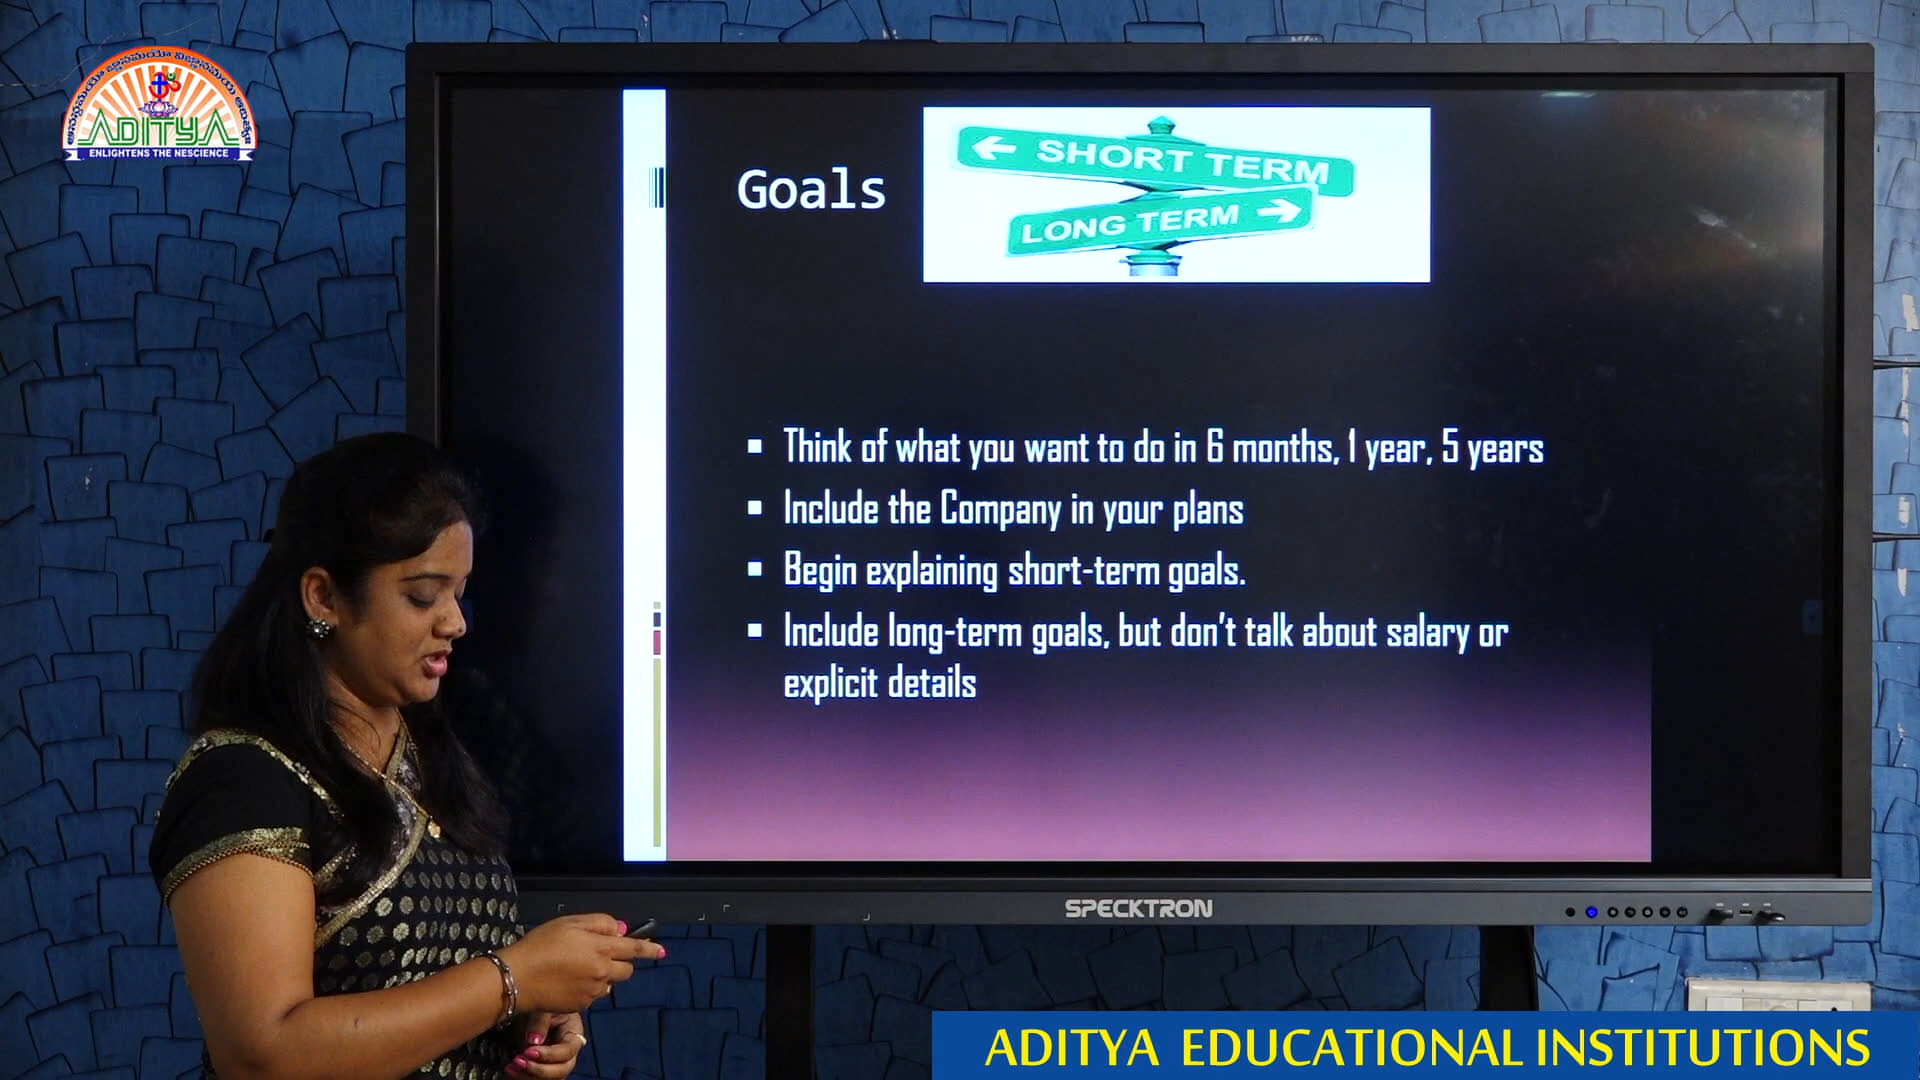 ADITYA
ENLIGHTENS THE NESCIENCE
Goals
SHORT TERM
LONG TERM
▪ Think of what you want to do in 6 months, 1 year, 5 years
▪ Include the Company in your plans
▪ Begin explaining short-term goals.
▪ Include long-term goals, but don't talk about salary or
explicit details
SPECKTRON
ADITYA EDUCATIONAL INSTITUTIONS